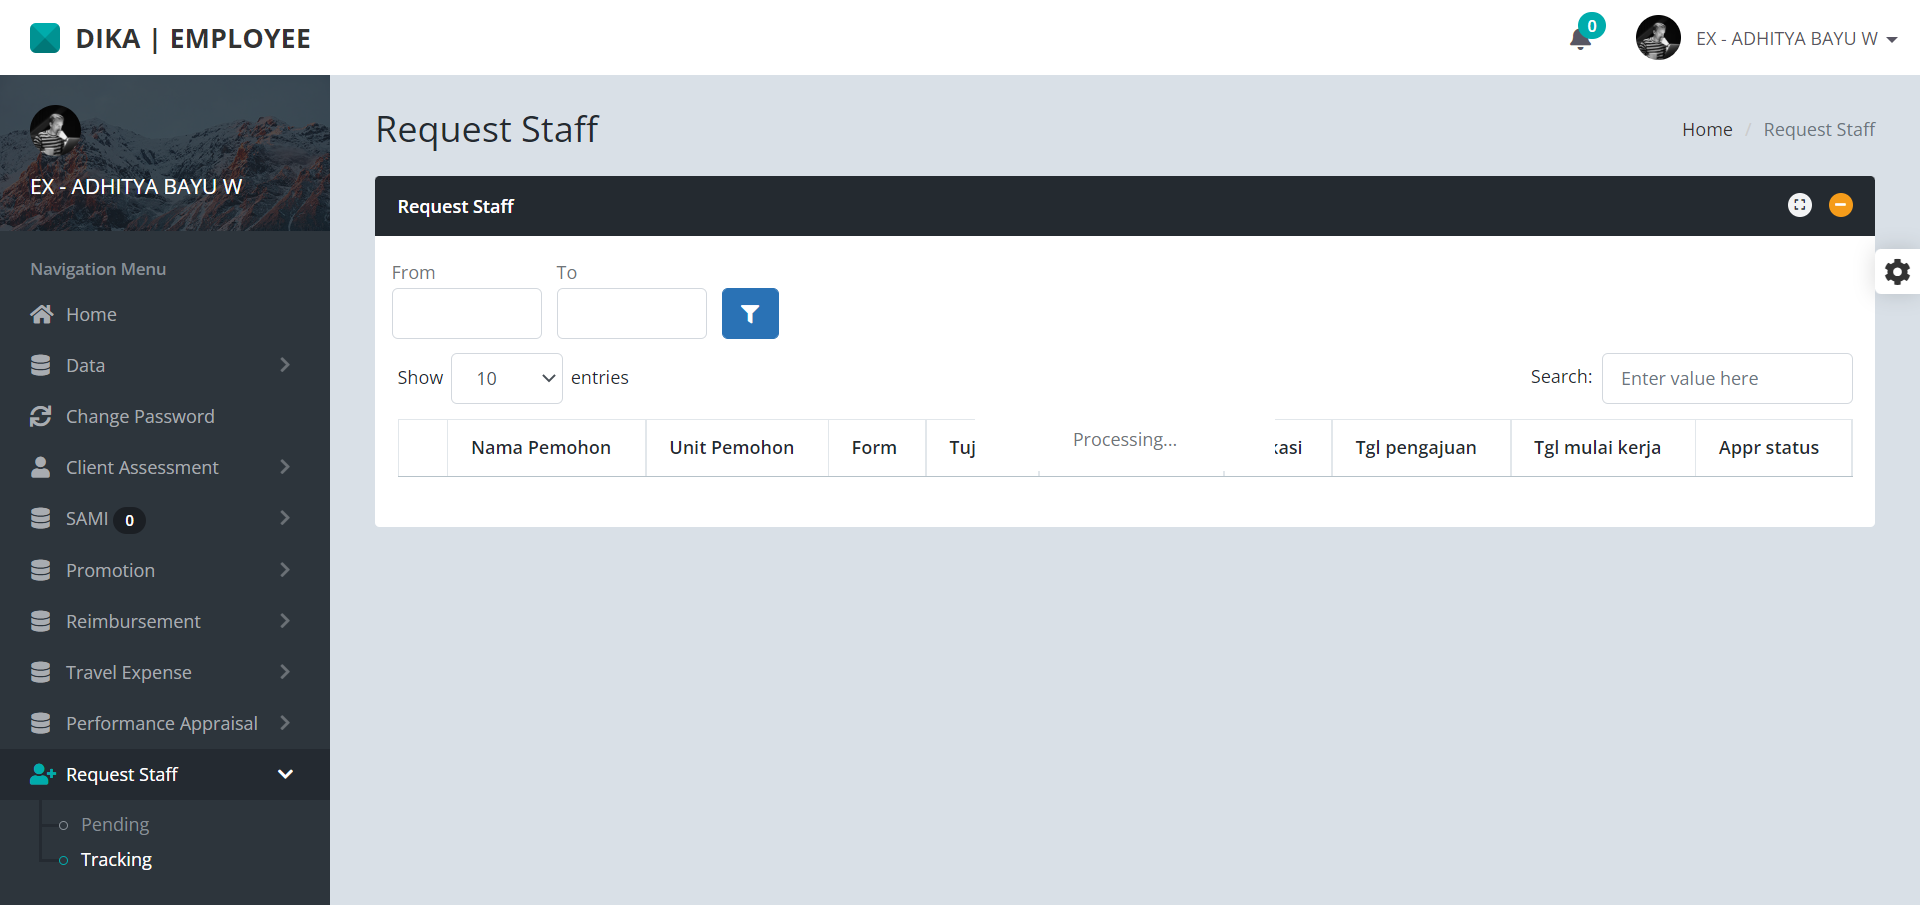 DIKA | EMPLOYEE
0
EX - ADHITYA BAYU W
EX - ADHITYA BAYU W
Navigation Menu
Home
Data
Change Password
Client Assessment
SAMI 0
Promotion
Reimbursement
Travel Expense
Performance Appraisal
Request Staff
Pending
Tracking
Request Staff
Home / Request Staff
Request Staff
From To
Show 10 entries
Search: Enter value here
Nama Pemohon Unit Pemohon Form Tuj Processing... kasi Tgl pengajuan Tgl mulai kerja Appr status